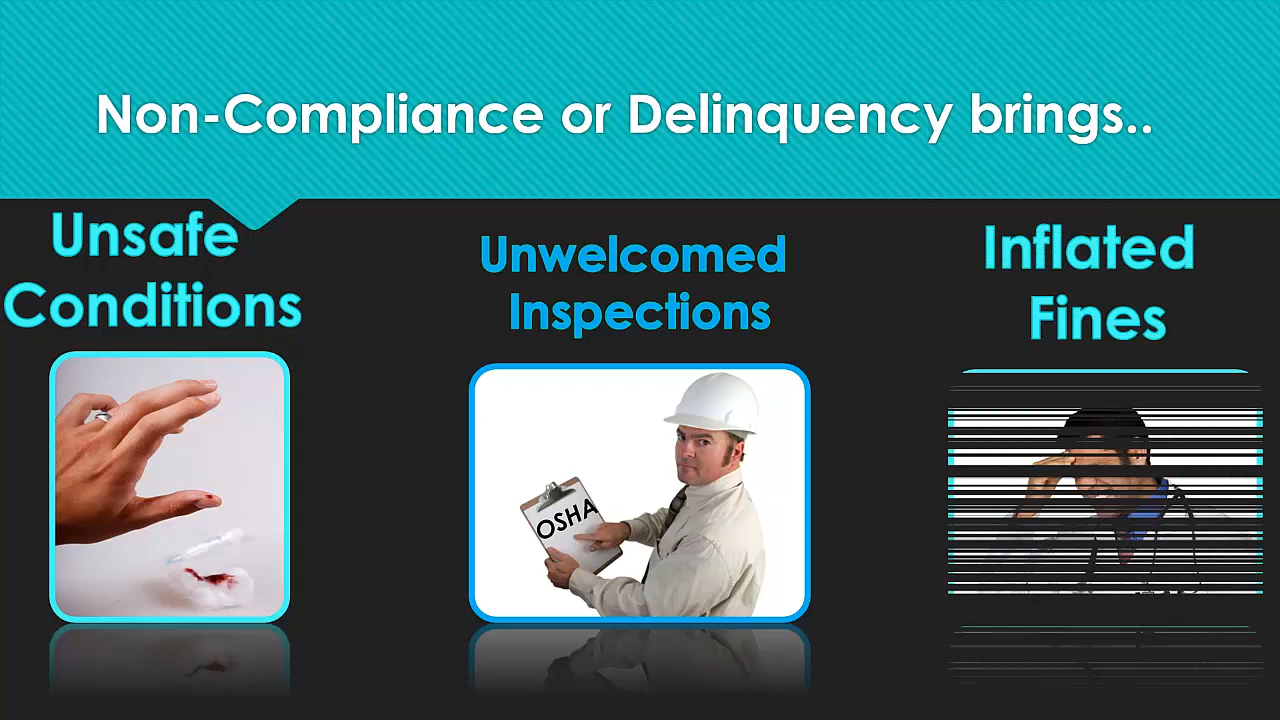 Non-Compliance or Delinquency brings..
Unsafe
Conditions
Unwelcomed
Inspections
Inflated
Fines
OSHA